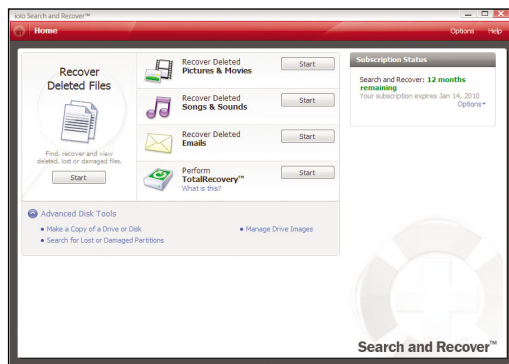 iolo Search and Recover™
Home
Options Help
Recover
Deleted Files
Find, recover and view
deleted, lost or damaged files.
Start
Recover Deleted
Pictures & Movies
Start
Recover Deleted
Songs & Sounds
Start
Recover Deleted
Emails
Start
Perform
TotalRecovery™
What is this?
Start
Subscription Status
Search and Recover: 12 months
remaining
Your subscription expires Jan 14, 2010
Options
Advanced Disk Tools
• Make a Copy of a Drive or Disk
• Manage Drive Images
• Search for Lost or Damaged Partitions
Search and Recover™